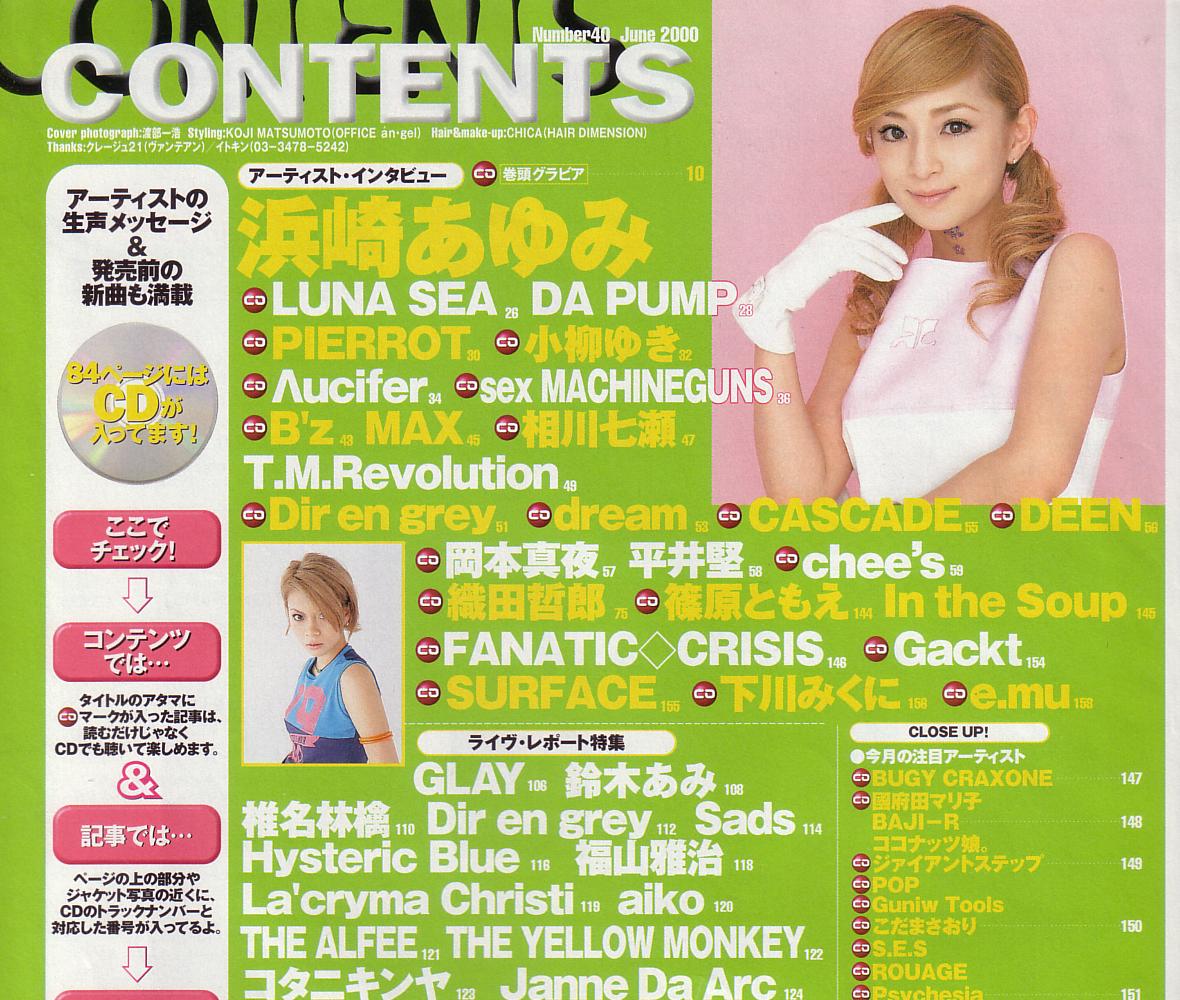 CONTENTS
Number40 June 2000
CONTENTS
Cover photograph:渡部一浩 Styling:KOJI MATSUMOTO(OFFICE án・gel) Hair&make-up:CHICA(HAIR DIMENSION)
Thanks:クレージュ21(ヴァンテアン)／イトキン(03-3478-5242)
アーティストの
生声メッセージ
&
発売前の
新曲も満載
84ページには
CDが
入ってます!
ここで
チェック!
コンテンツ
では…
タイトルのアタマに
CDマークが入った記事は、
読むだけじゃなく
CDでも聴いて楽しめます。
&
記事では…
ページの上の部分や
ジャケット写真の近くに、
CDのトラックナンバーと
対応した番号が入ってるよ。
アーティスト・インタビュー CD 巻頭グラビア 10
浜崎あゆみ
CD LUNA SEA 26 DA PUMP 28
CD PIERROT 30 CD 小柳ゆき 32
CD Λucifer 34 CD sex MACHINEGUNS 36
CD B'z 43 MAX 45 CD 相川七瀬 47
T.M.Revolution 49
CD Dir en grey 51 CD dream 53 CD CASCADE 55 CD DEEN 56
CD 岡本真夜 57 平井堅 58 CD chee's 59
CD 織田哲郎 75 CD 篠原ともえ 144 In the Soup 145
CD FANATIC◇CRISIS 146 CD Gackt 154
CD SURFACE 155 CD 下川みくに 156 CD e.mu 158
ライヴ・レポート特集
GLAY 106 鈴木あみ 108
椎名林檎 110 Dir en grey 112 Sads 114
Hysteric Blue 116 福山雅治 118
La'cryma Christi 119 aiko 120
THE ALFEE 121 THE YELLOW MONKEY 122
コタニキンヤ 123 Janne Da Arc 124
CLOSE UP!
●今月の注目アーティスト
CD BUGY CRAXONE 147
CD 國府田マリ子
BAJI－R 148
ココナッツ娘。
CD ジャイアントステップ 149
CD POP
CD Guniw Tools
CD こだまさおり 150
CD S.E.S
CD ROUAGE
CD Psychesia 151